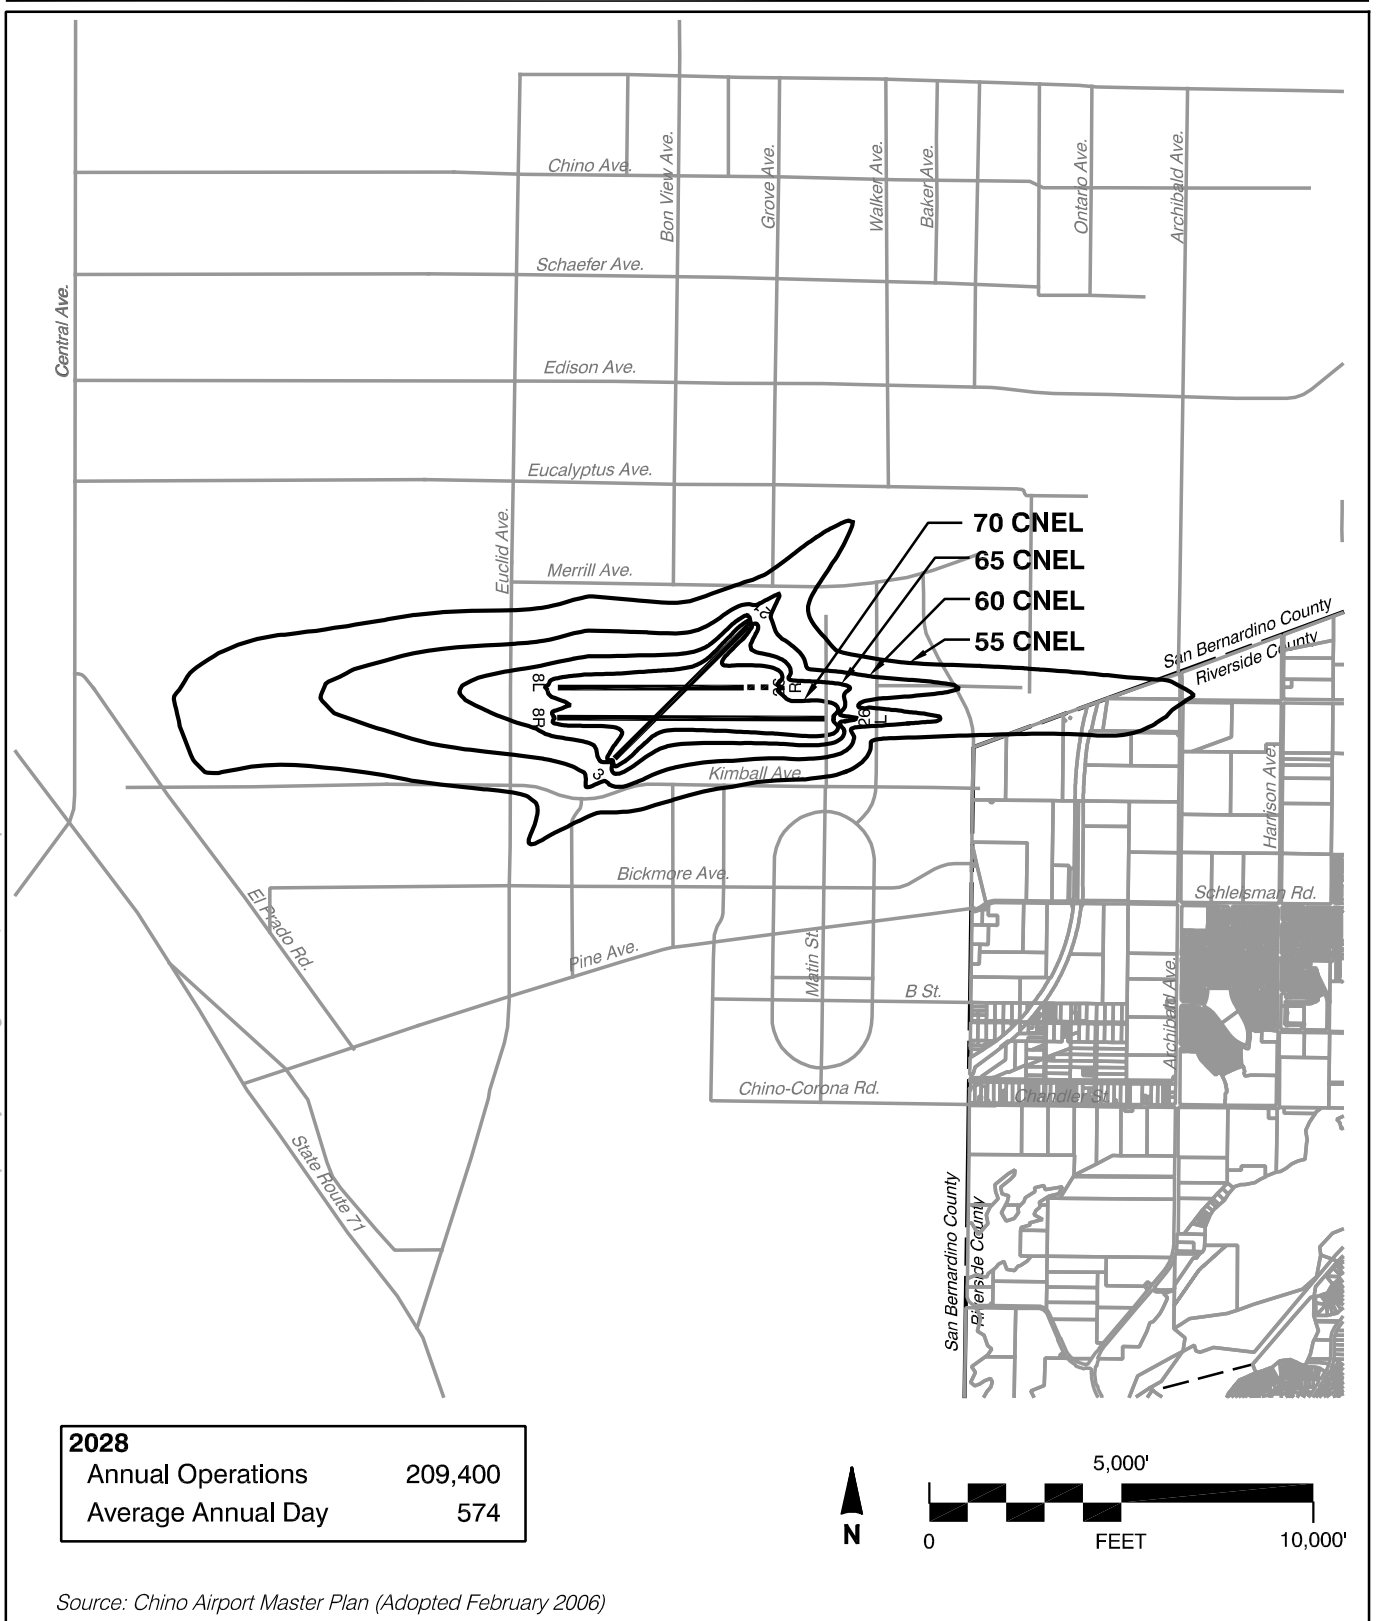 Chino Ave.
Bon View Ave.
Grove Ave.
Walker Ave.
Baker Ave.
Ontario Ave.
Archibald Ave.
Schaefer Ave.
Central Ave.
Edison Ave.
Eucalyptus Ave.
Euclid Ave.
Merrill Ave.
70 CNEL
65 CNEL
60 CNEL
55 CNEL
San Bernardino County
Riverside County
8L
8R
26
R
26
L
3
Kimball Ave.
Harrison Ave.
Bickmore Ave.
Schleisman Rd.
El Prado Rd.
Pine Ave.
Matin St.
B St.
Archibald Ave.
Chino-Corona Rd.
Chandler St.
State Route 71
San Bernardino County
Riverside County
2028
Annual Operations 209,400
Average Annual Day 574
N
5,000'
0 FEET 10,000'
Source: Chino Airport Master Plan (Adopted February 2006)